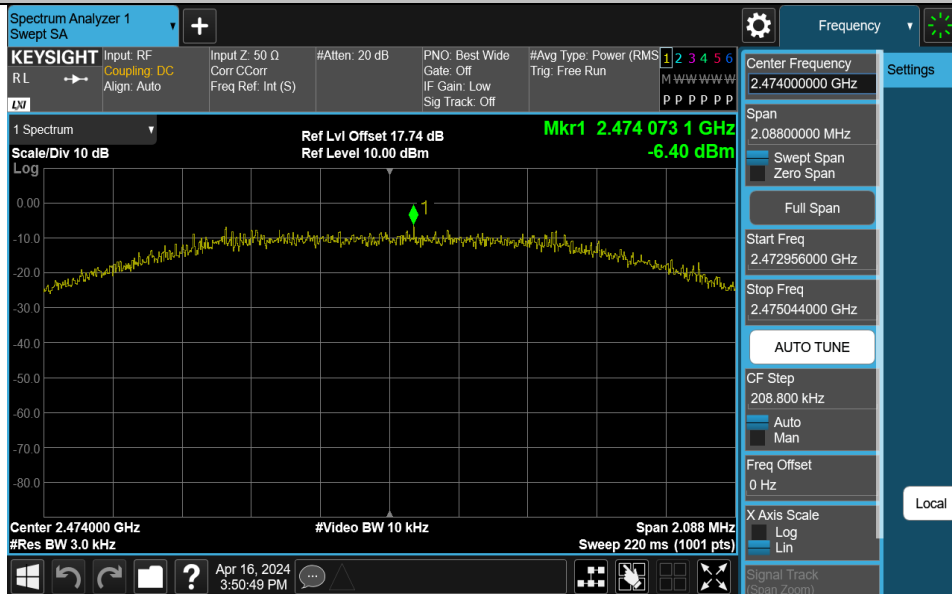 Spectrum Analyzer 1
Swept SA
Frequency
KEYSIGHT
RL
LXI
Input: RF
Coupling: DC
Align: Auto
Input Z: 50 Ω
Corr CCorr
Freq Ref: Int (S)
#Atten: 20 dB
PNO: Best Wide
Gate: Off
IF Gain: Low
Sig Track: Off
#Avg Type: Power (RMS
Trig: Free Run
1 2 3 4 5 6
M W W W W W
P P P P P P
1 Spectrum
Scale/Div 10 dB
Log
Ref Lvl Offset 17.74 dB
Ref Level 10.00 dBm
Mkr1 2.474 073 1 GHz
-6.40 dBm
1
0.00
-10.0
-20.0
-30.0
-40.0
-50.0
-60.0
-70.0
-80.0
Center 2.474000 GHz
#Res BW 3.0 kHz
#Video BW 10 kHz
Span 2.088 MHz
Sweep 220 ms (1001 pts)
Apr 16, 2024
3:50:49 PM
Center Frequency
2.474000000 GHz
Span
2.08800000 MHz
Swept Span
Zero Span
Full Span
Start Freq
2.472956000 GHz
Stop Freq
2.475044000 GHz
AUTO TUNE
CF Step
208.800 kHz
Auto
Man
Freq Offset
0 Hz
X Axis Scale
Log
Lin
Signal Track
(Span Zoom)
Settings
Local